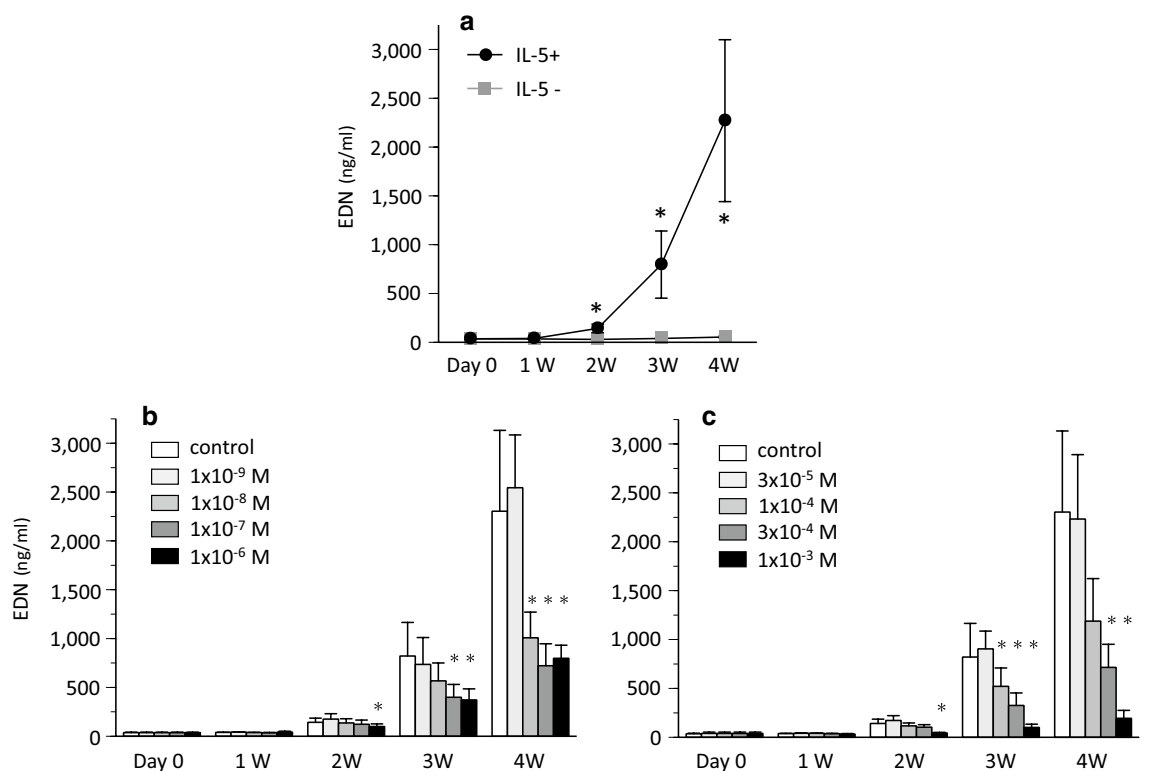 a
IL-5+
IL-5 -
EDN (ng/ml)
3,000
2,500
2,000
1,500
1,000
500
0
*
*
*
Day 0 1 W 2W 3W 4W
b
control
1x10⁻⁹ M
1x10⁻⁸ M
1x10⁻⁷ M
1x10⁻⁶ M
EDN (ng/ml)
3,000
2,500
2,000
1,500
1,000
500
0
*
* *
* * *
Day 0 1 W 2W 3W 4W
c
control
3x10⁻⁵ M
1x10⁻⁴ M
3x10⁻⁴ M
1x10⁻³ M
3,000
2,500
2,000
1,500
1,000
500
0
*
* * *
* *
Day 0 1 W 2W 3W 4W